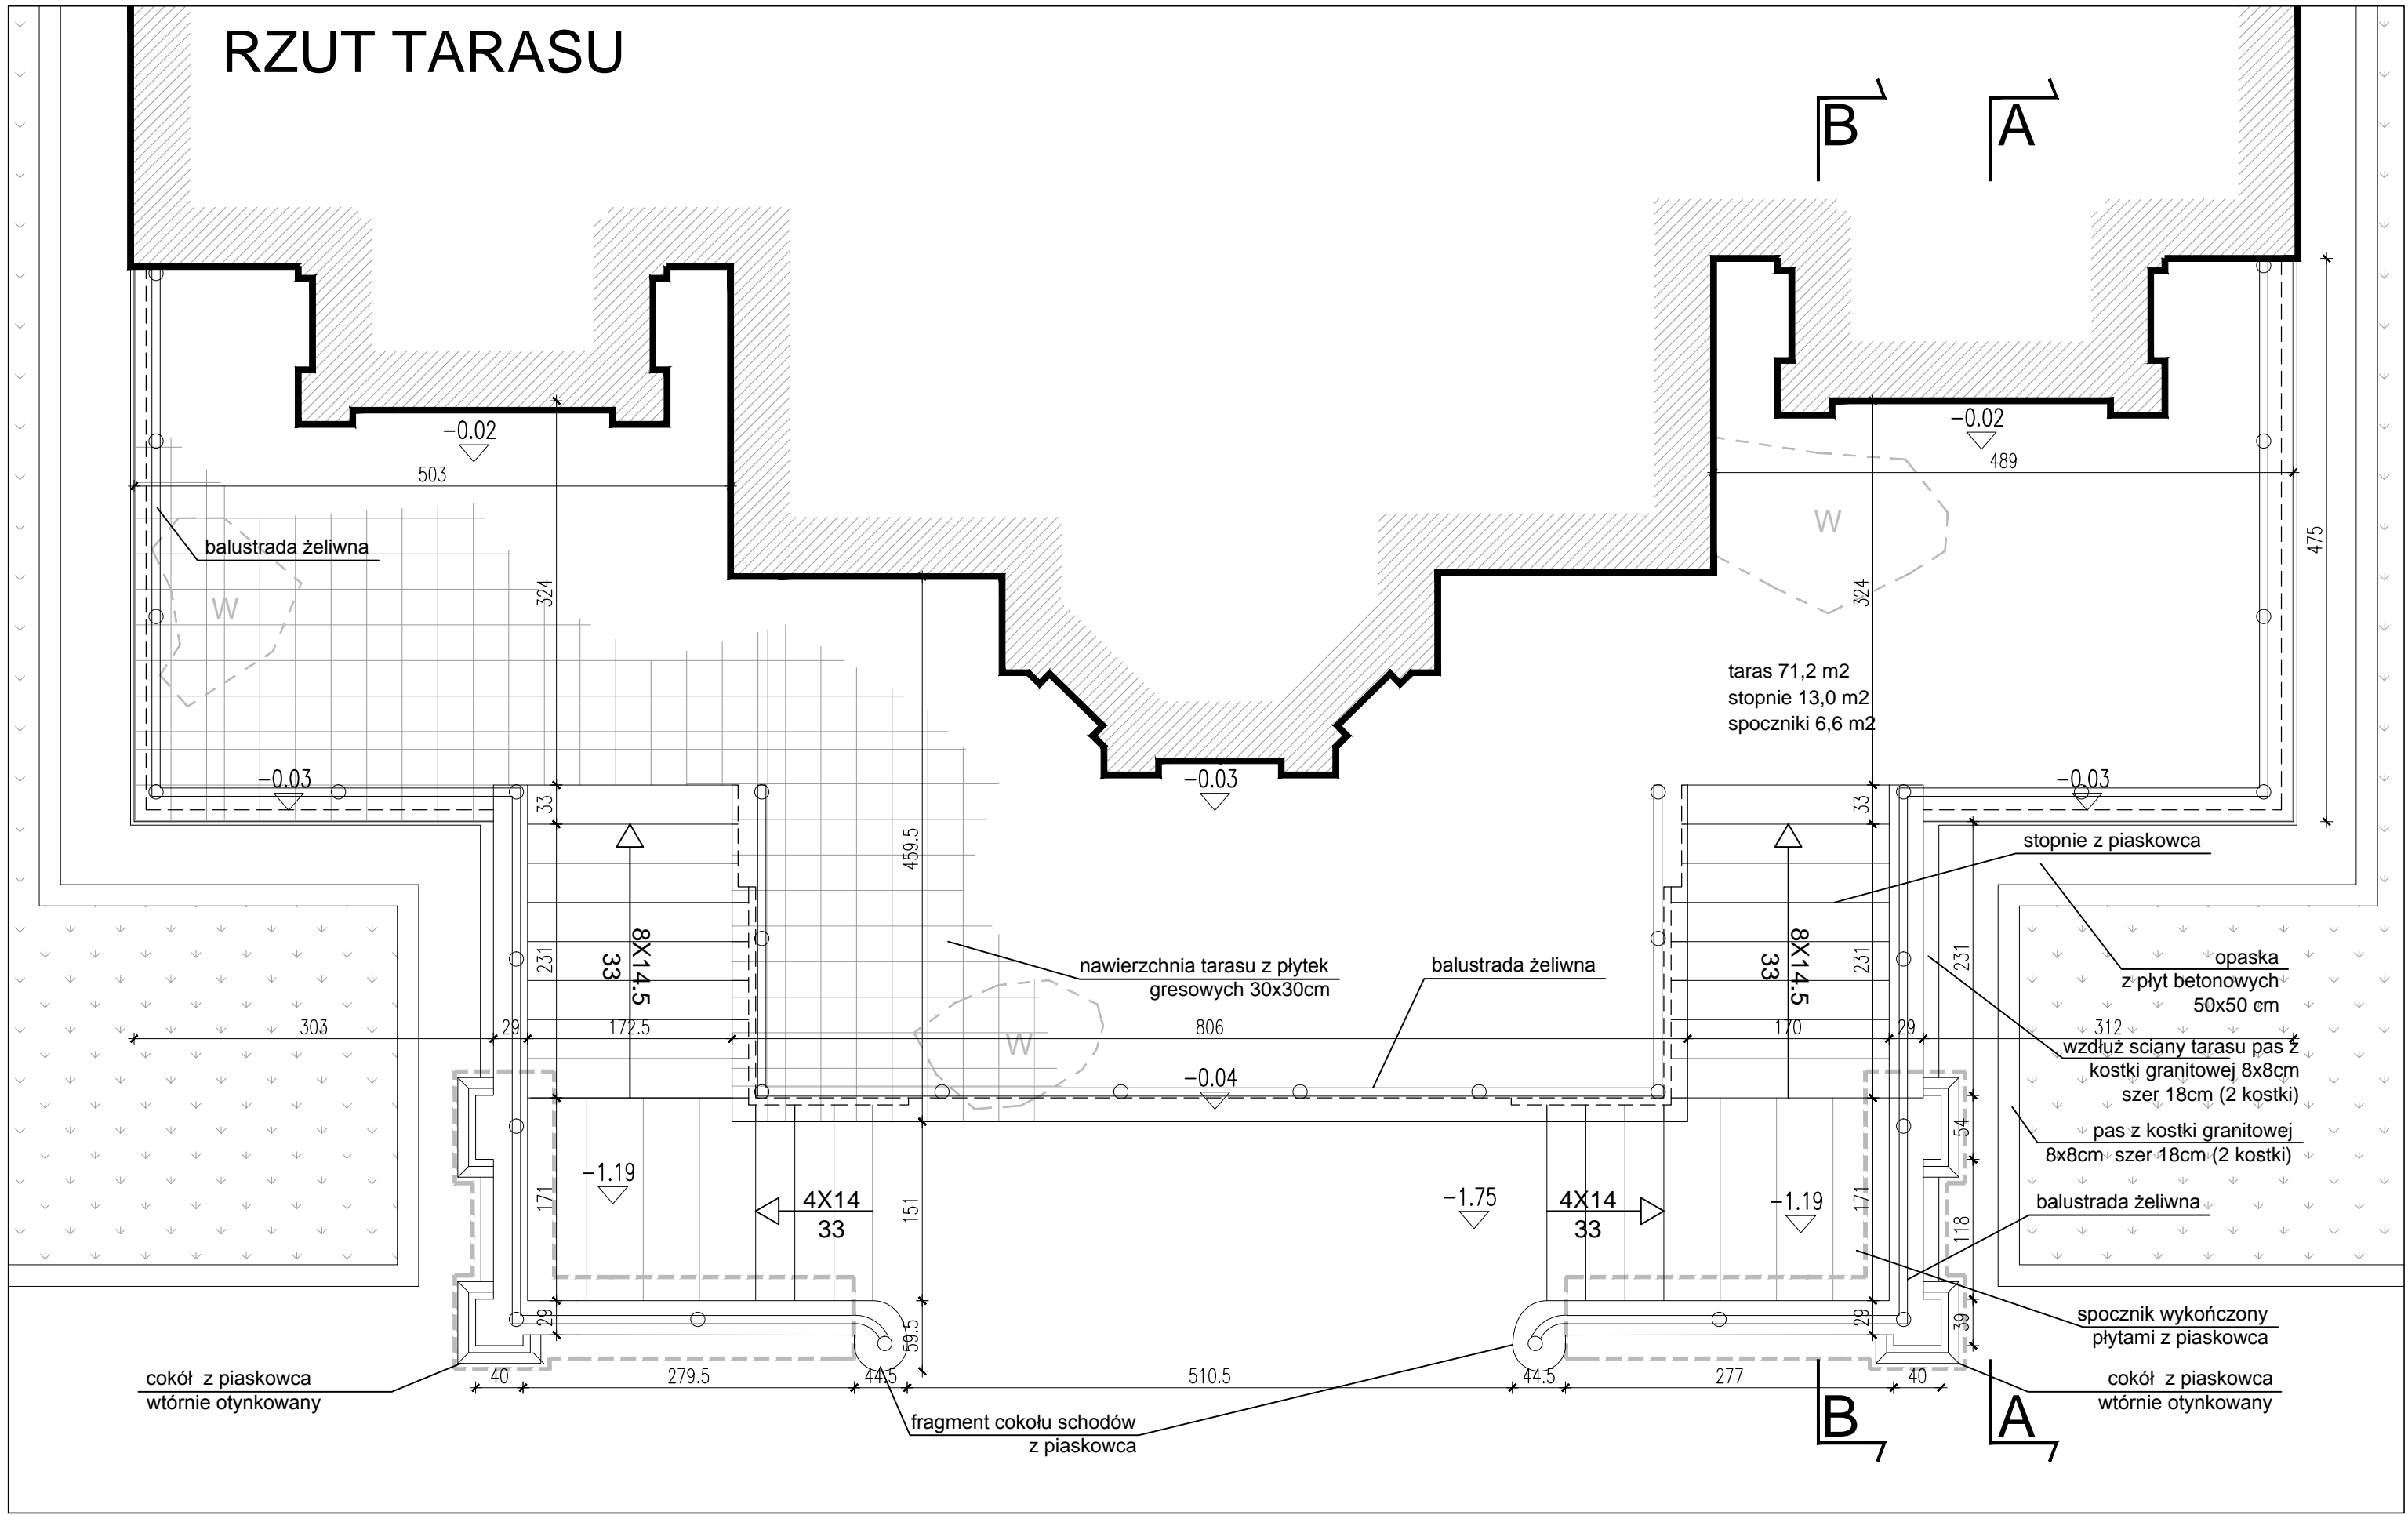 RZUT TARASU
B
A
-0.02
-0.02
503
489
W
balustrada żeliwna
475
W
324
324
taras 71,2 m2
stopnie 13,0 m2
spoczniki 6,6 m2
-0.03
-0.03
-0.03
33
33
459.5
stopnie z piaskowca
8X14.5
33
231
8X14.5
33
231
231
nawierzchnia tarasu z płytek
gresowych 30x30cm
balustrada żeliwna
opaska
z płyt betonowych
50x50 cm
303
29
172.5
806
170
29
312
W
wzdłuż sciany tarasu pas z
kostki granitowej 8x8cm
szer 18cm (2 kostki)
-0.04
54
pas z kostki granitowej
8x8cm szer 18cm (2 kostki)
-1.19
171
4X14
33
151
-1.75
4X14
33
-1.19
171
118
balustrada żeliwna
29
59.5
29
39
spocznik wykończony
płytami z piaskowca
cokół z piaskowca
wtórnie otynkowany
40
279.5
44.5
510.5
44.5
277
40
cokół z piaskowca
wtórnie otynkowany
fragment cokołu schodów
z piaskowca
B
A